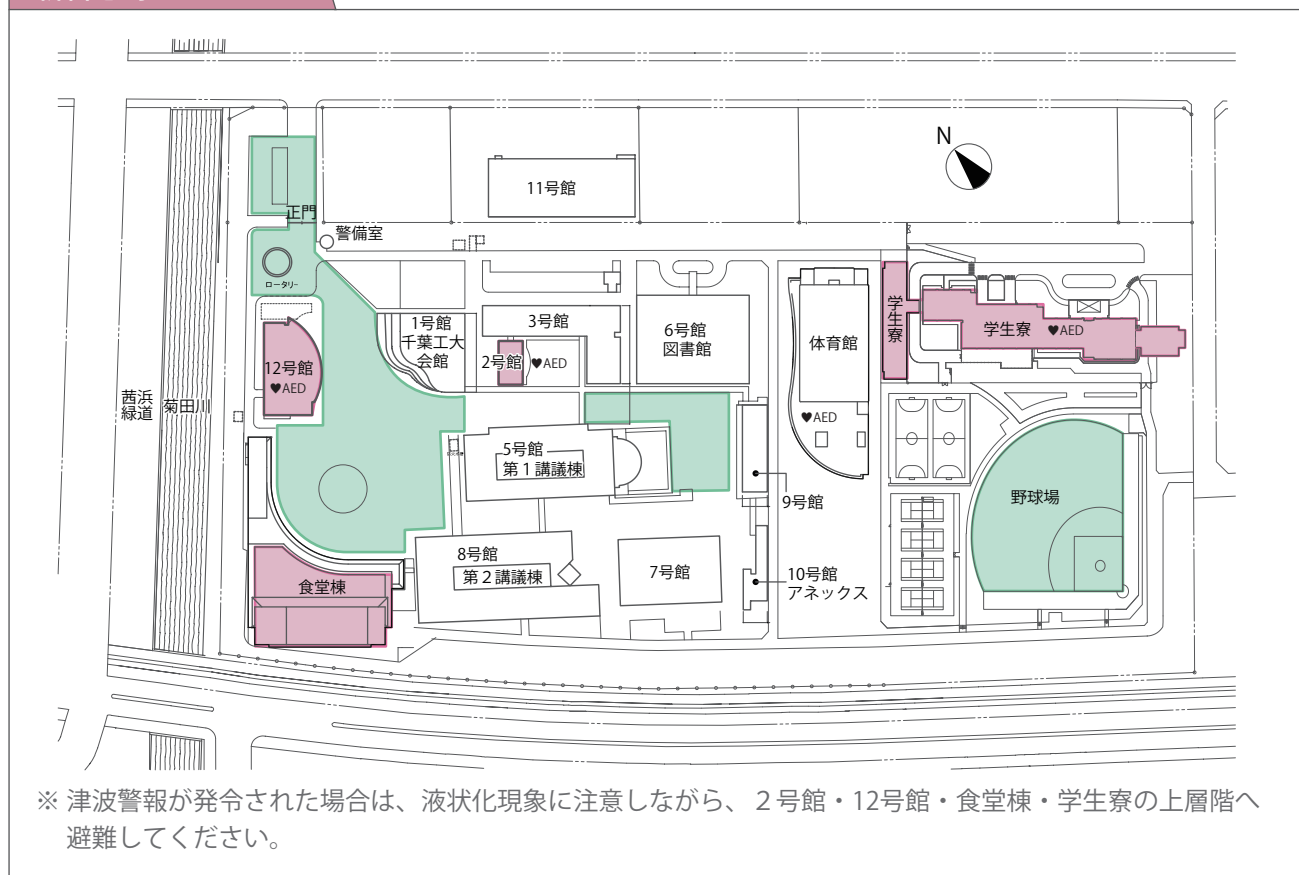 N
11号館
正門
警備室
ロータリー
1号館
千葉工大
会館
3号館
2号館
♥AED
6号館
図書館
体育館
♥AED
学生寮
学生寮
♥AED
12号館
♥AED
茜浜
緑道
菊田川
5号館
第1講義棟
9号館
野球場
8号館
第2講義棟
7号館
10号館
アネックス
食堂棟
※ 津波警報が発令された場合は、液状化現象に注意しながら、2号館・12号館・食堂棟・学生寮の上層階へ
避難してください。